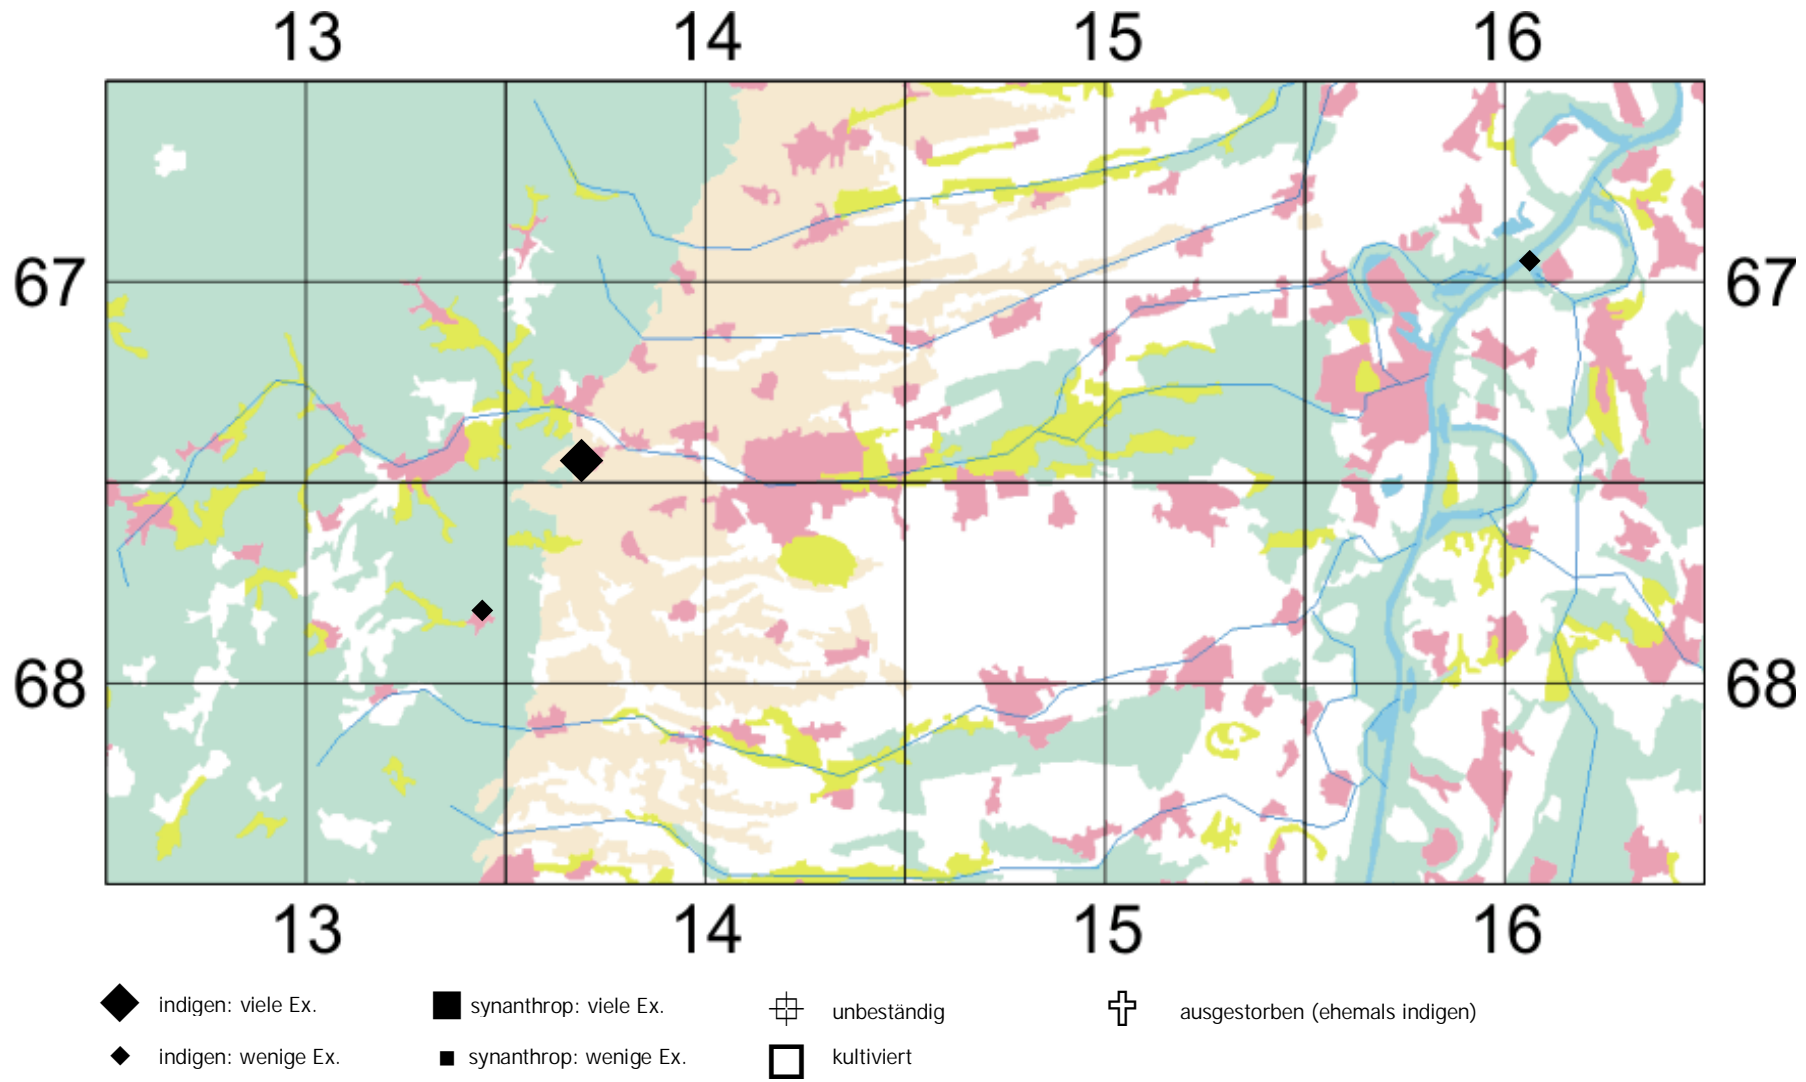 13 14 15 16
67 67
68 68
13 14 15 16
indigen: viele Ex. synanthrop: viele Ex. unbeständig ausgestorben (ehemals indigen)
indigen: wenige Ex. synanthrop: wenige Ex. kultiviert